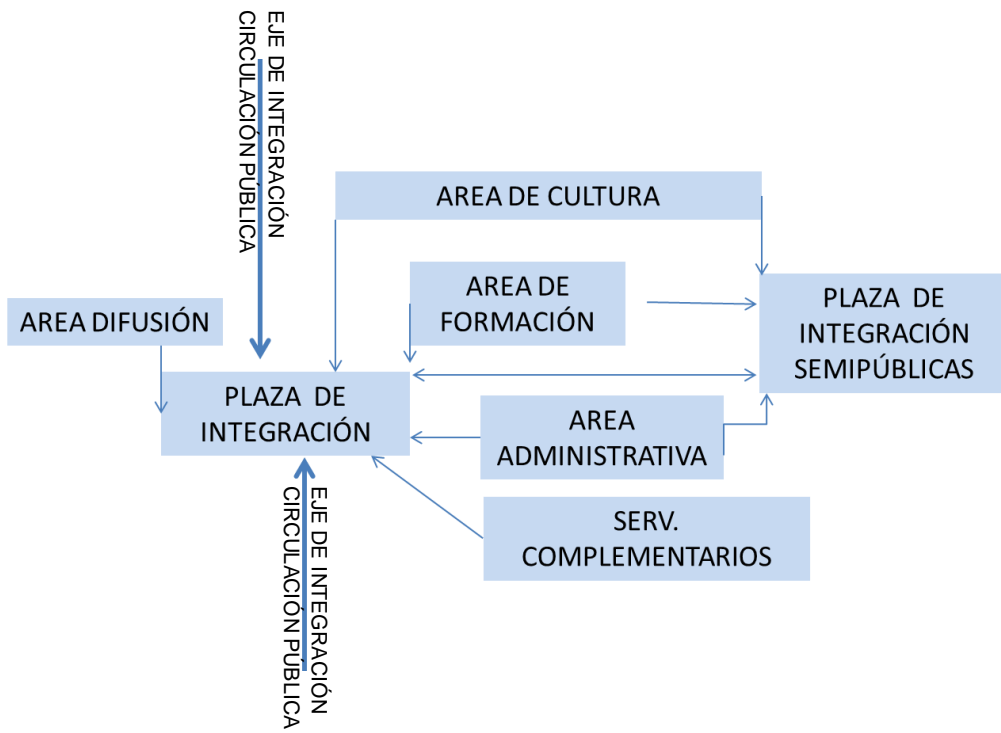 EJE DE INTEGRACIÓN
CIRCULACIÓN PÚBLICA
AREA DE CULTURA
AREA DE
FORMACIÓN
PLAZA DE
INTEGRACIÓN
SEMIPÚBLICAS
AREA DIFUSIÓN
PLAZA DE
INTEGRACIÓN
AREA
ADMINISTRATIVA
SERV.
COMPLEMENTARIOS
EJE DE INTEGRACIÓN
CIRCULACIÓN PÚBLICA